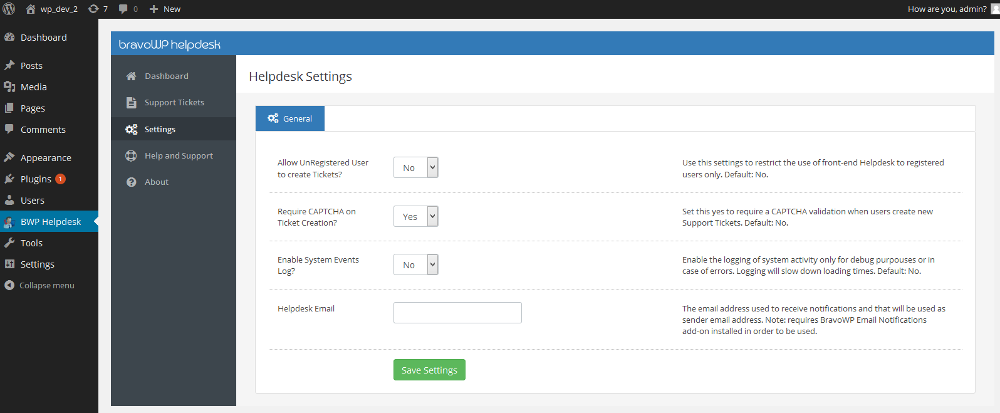 wp_dev_2 7 0 New How are you, admin?
Dashboard
Posts
Media
Pages
Comments
Appearance
Plugins 1
Users
BWP Helpdesk
Tools
Settings
Collapse menu
bravoWP helpdesk
Dashboard
Support Tickets
Settings
Help and Support
About
Helpdesk Settings
General
Allow UnRegistered User
to create Tickets?
No
Use this settings to restrict the use of front-end Helpdesk to registered
users only. Default: No.
Require CAPTCHA on
Ticket Creation?
Yes
Set this yes to require a CAPTCHA validation when users create new
Support Tickets. Default: No.
Enable System Events
Log?
No
Enable the logging of system activity only for debug purpouses or in
case of errors. Logging will slow down loading times. Default: No.
Helpdesk Email
The email address used to receive notifications and that will be used as
sender email address. Note: requires BravoWP Email Notifications
add-on installed in order to be used.
Save Settings